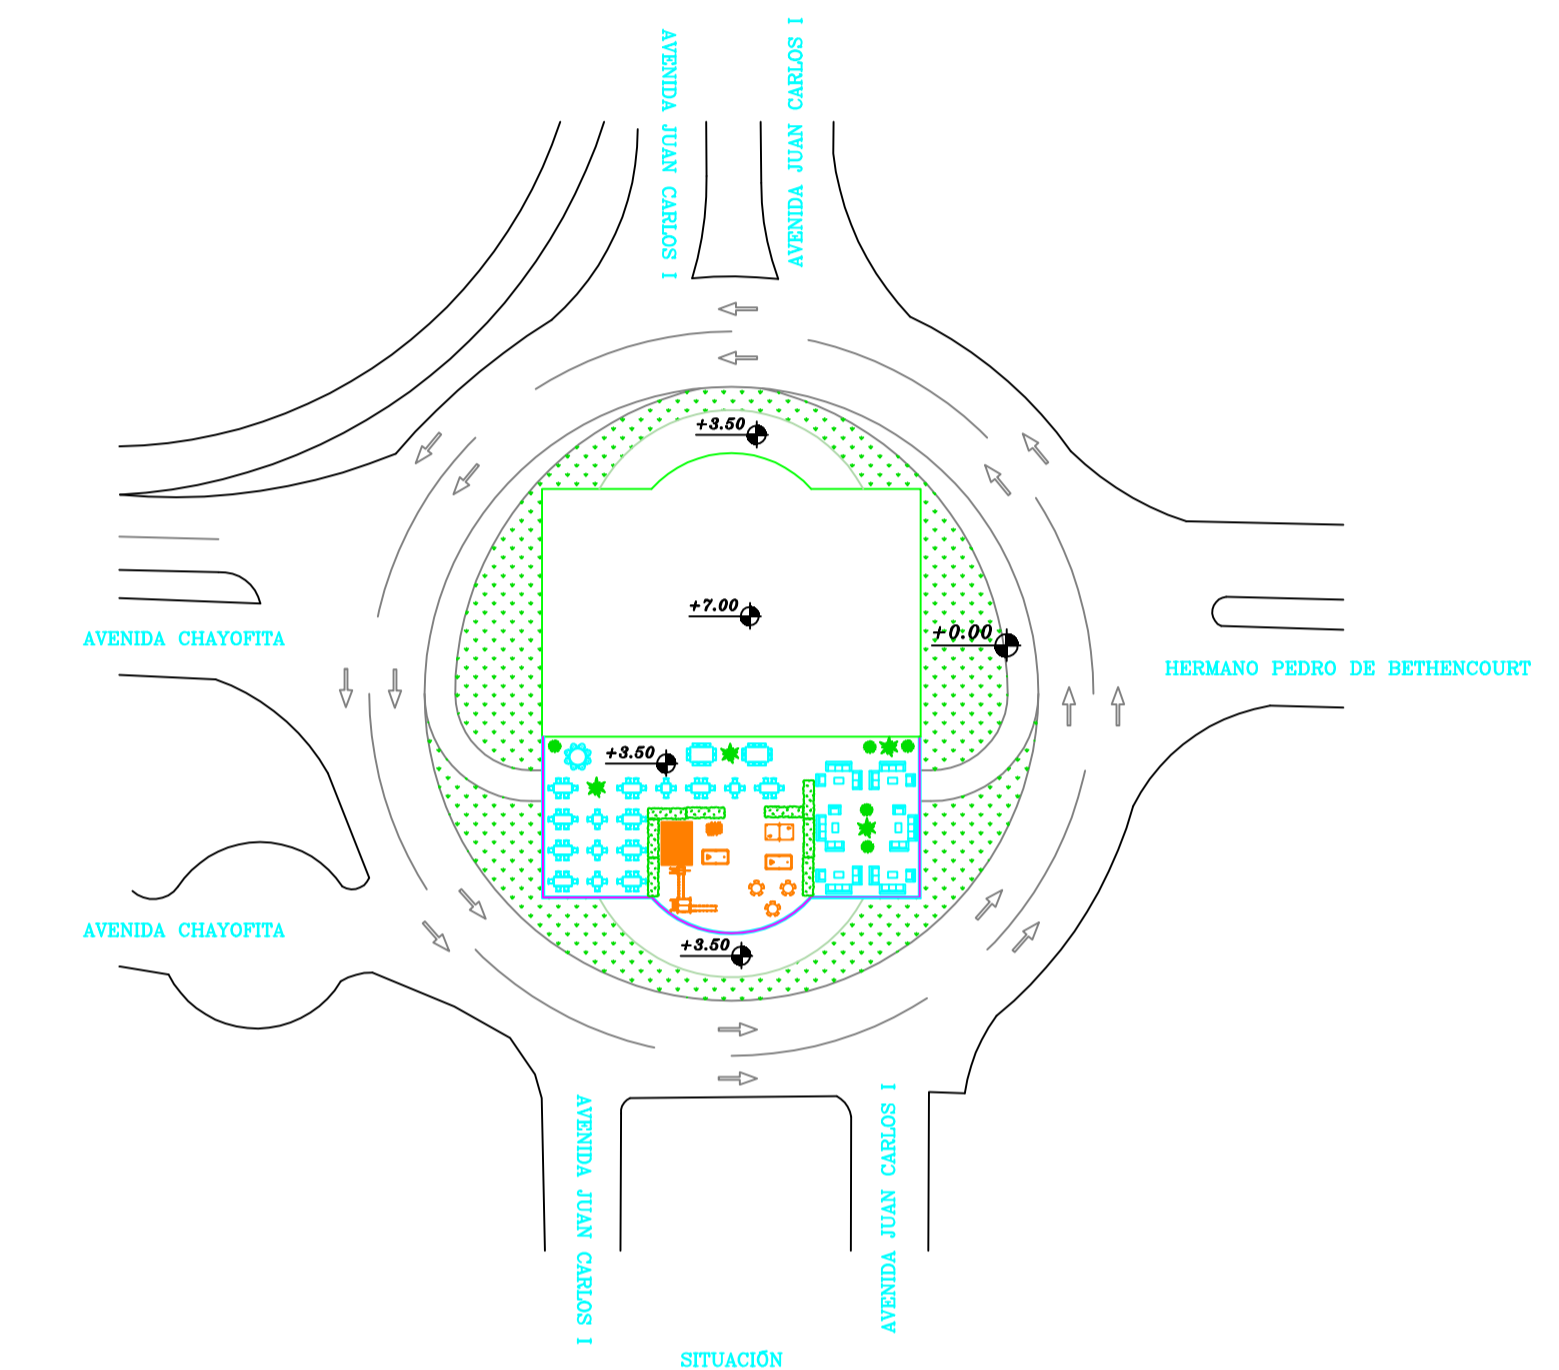 AVENIDA JUAN CARLOS I
AVENIDA JUAN CARLOS I
+3.50
+7.00
+0.00
AVENIDA CHAYOFITA
HERMANO PEDRO DE BETHENCOURT
+3.50
AVENIDA CHAYOFITA
+3.50
AVENIDA JUAN CARLOS I
AVENIDA JUAN CARLOS I
SITUACIÓN